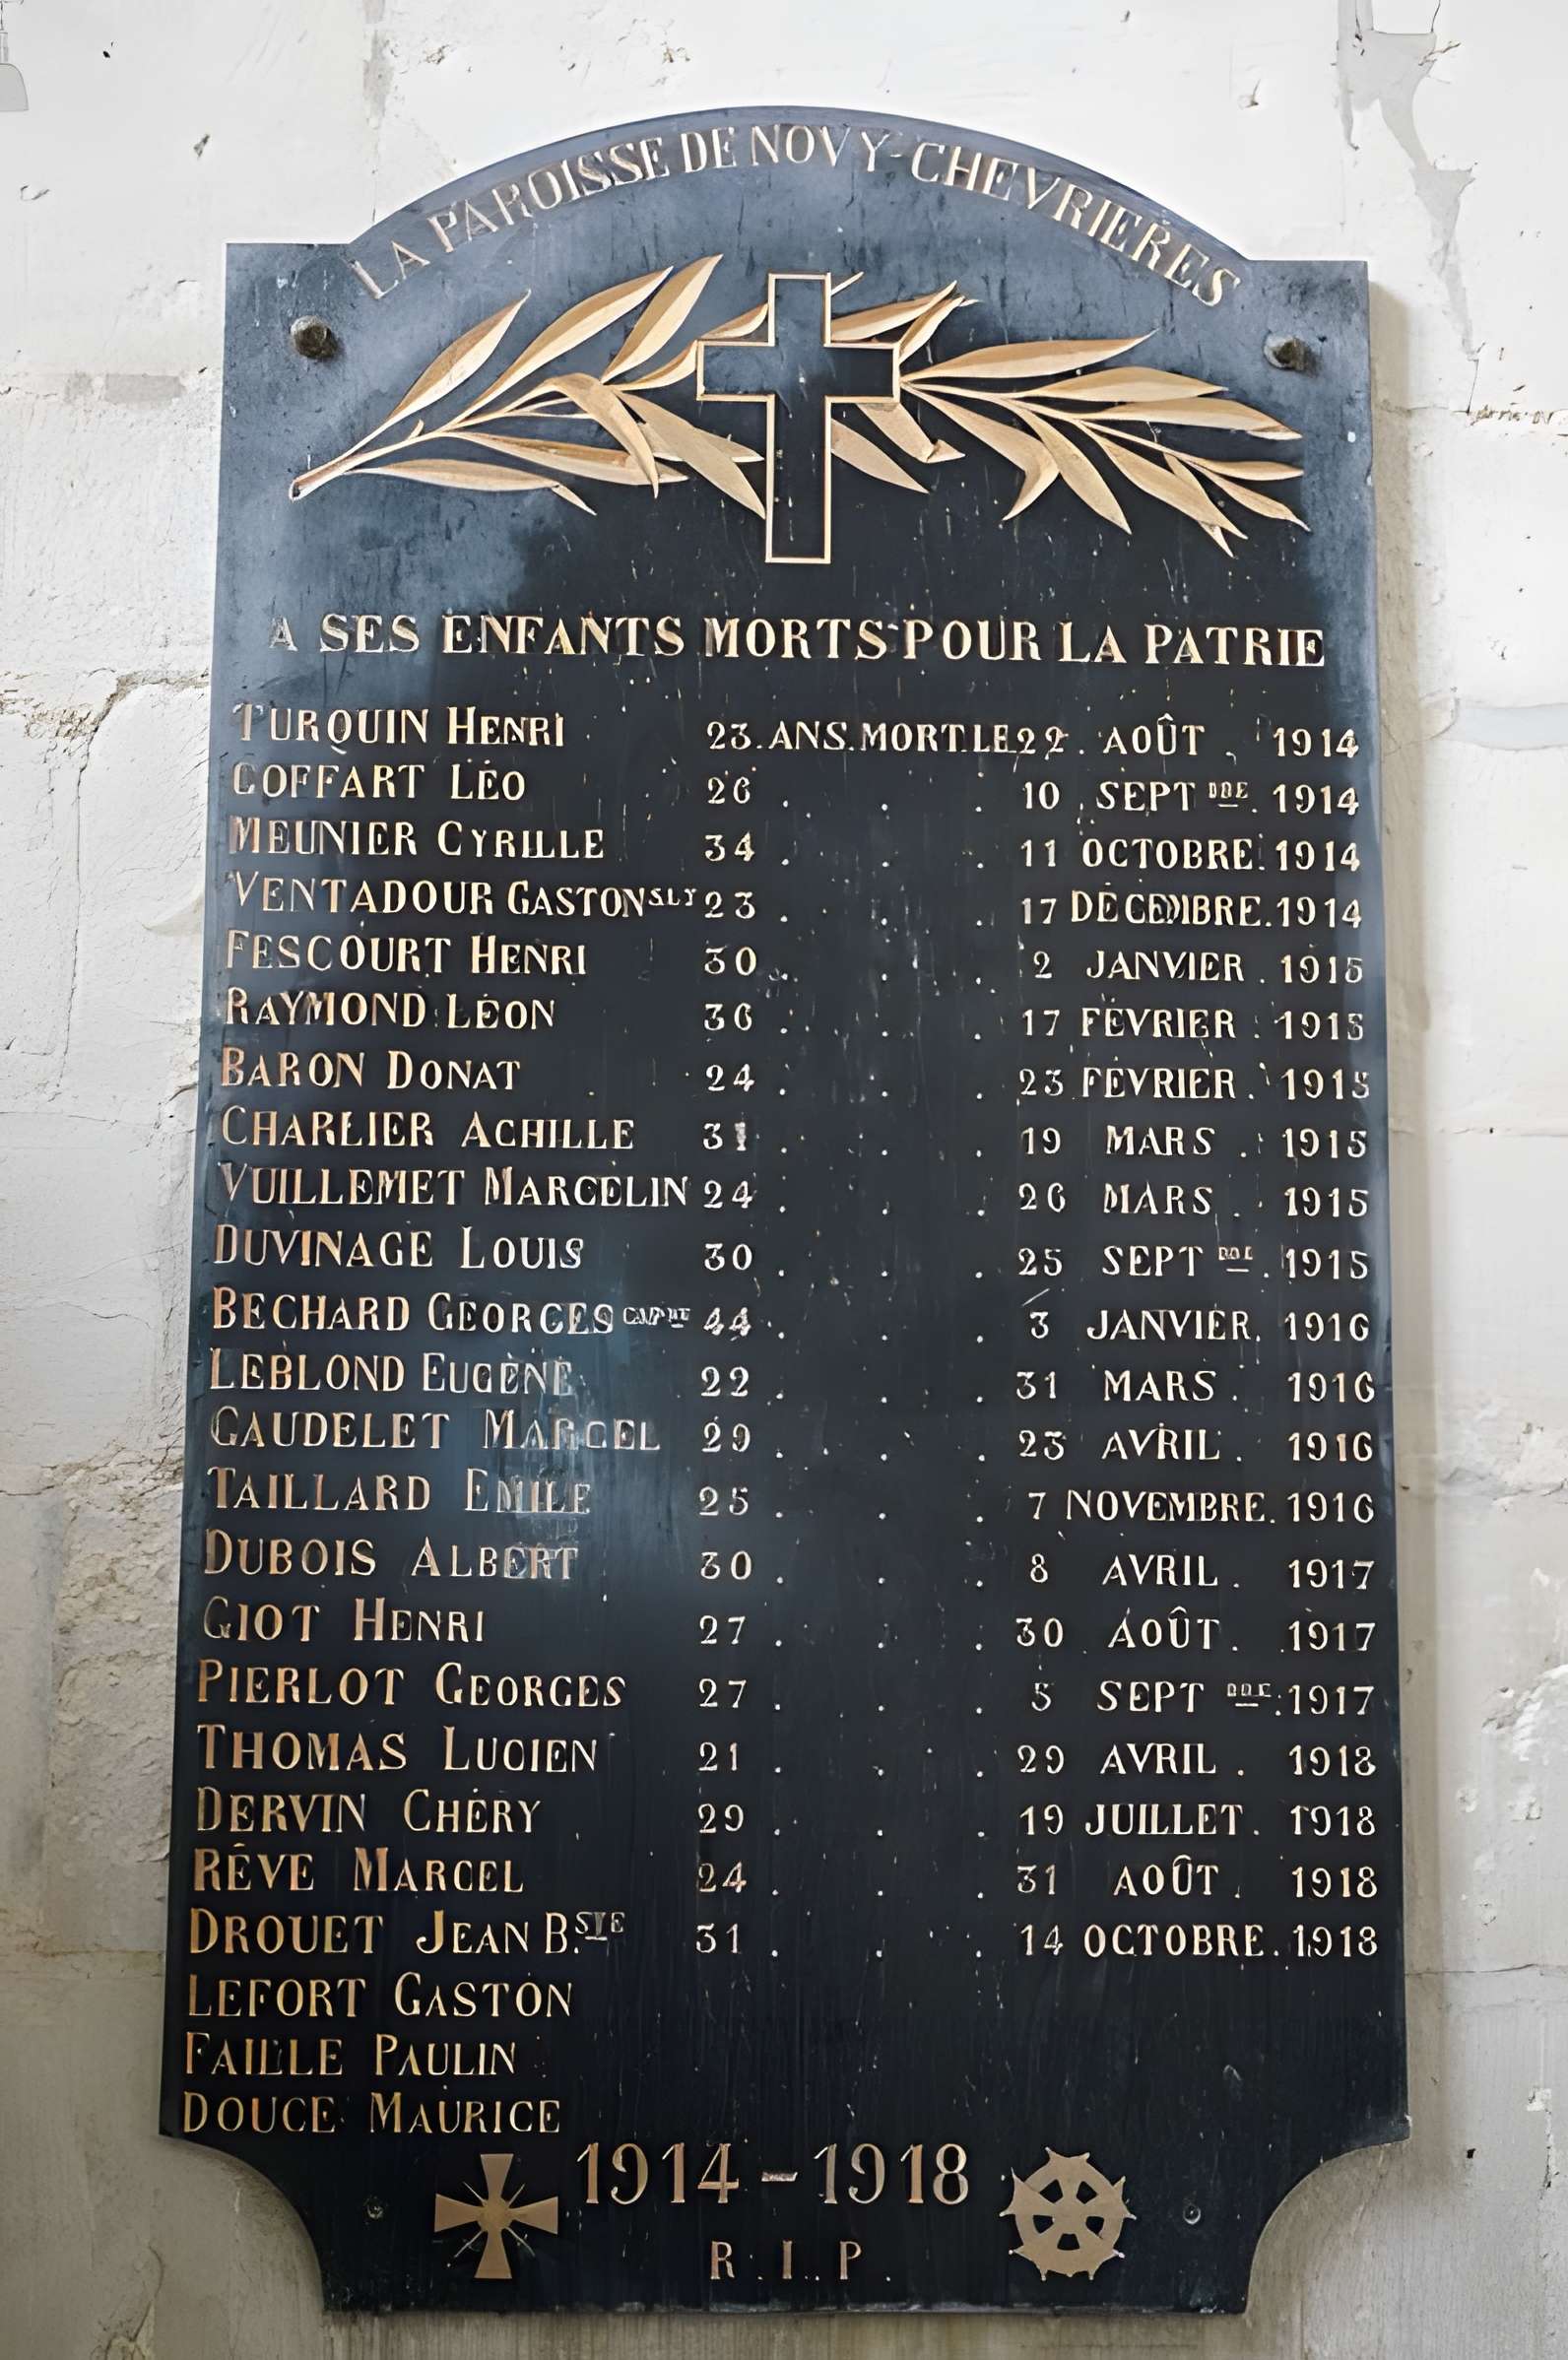 LA PAROISSE DE NOVY-CHEVRIERES
A SES ENFANTS MORTS POUR LA PATRIE
TURQUIN HENRI 23. ANS. MORT. LE. 22. AOÛT. 1914
COFFART LÉO 26 . . . 10 SEPT BRE. 1914
MEUNIER CYRILLE 34 . . . 11 OCTOBRE. 1914
VENTADOUR GASTON 23 . . . 17 DÉCEMBRE. 1914
FESCOURT HENRI 30 . . . 2 JANVIER. 1915
RAYMOND LÉON 36 . . . 17 FÉVRIER. 1915
BARON DONAT 24 . . . 23 FÉVRIER. 1915
CHARLIER ACHILLE 31 . . . 19 MARS. 1915
VUILLEMET MARCELIN 24 . . . 26 MARS. 1915
DUVINAGE LOUIS 30 . . . 25 SEPT BRE. 1915
BECHARD GEORGES 44 . . . 3 JANVIER. 1916
LEBLOND EUGÈNE 22 . . . 31 MARS. 1916
GAUDELET MARCEL 29 . . . 23 AVRIL. 1916
TAILLARD EMILE 25 . . . 7 NOVEMBRE. 1916
DUBOIS ALBERT 30 . . . 8 AVRIL. 1917
GIOT HENRI 27 . . . 30 AOÛT. 1917
PIERLOT GEORGES 27 . . . 5 SEPT BRE. 1917
THOMAS LUCIEN 21 . . . 29 AVRIL. 1918
DERVIN CHÉRY 29 . . . 19 JUILLET. 1918
RÊVE MARCEL 24 . . . 31 AOÛT. 1918
DROUET JEAN B.STE 31 . . . 14 OCTOBRE. 1918
LEFORT GASTON
FAILLE PAULIN
DOUCE MAURICE
1914-1918
R.I.P.